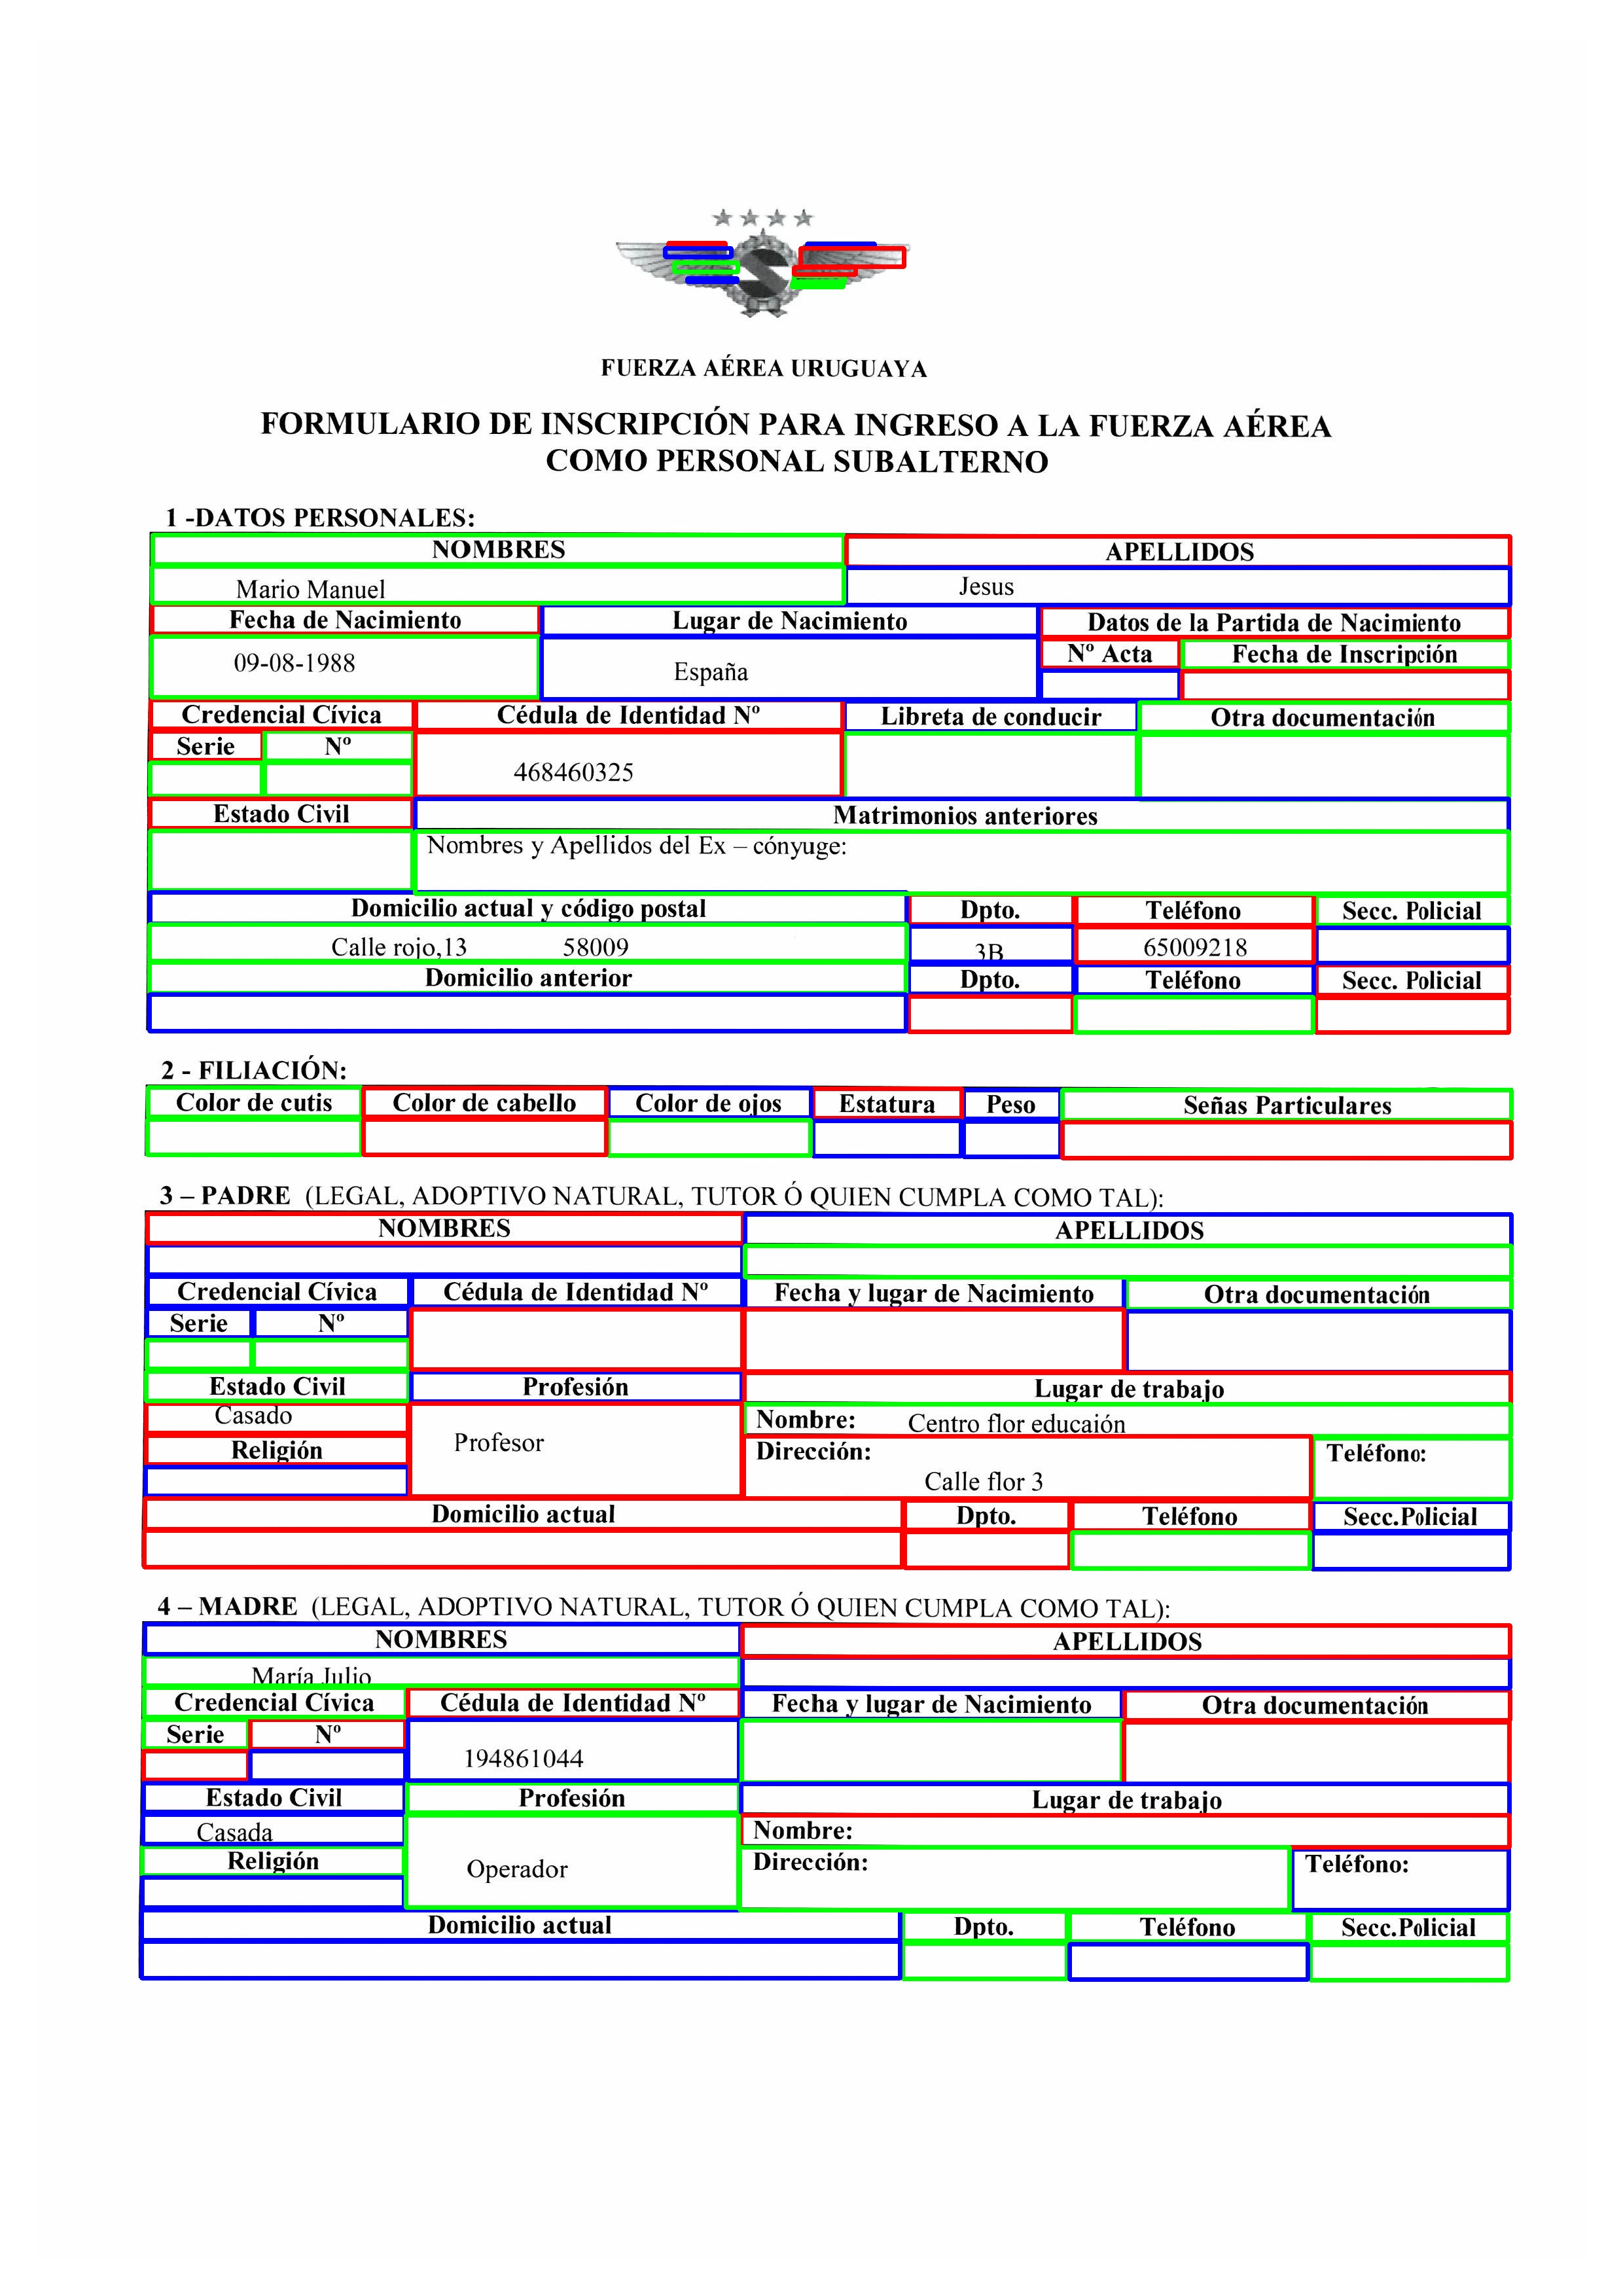 FUERZA AÉREA URUGUAYA
FORMULARIO DE INSCRIPCIÓN PARA INGRESO A LA FUERZA AÉREA
COMO PERSONAL SUBALTERNO
1 -DATOS PERSONALES:
NOMBRES APELLIDOS
Mario Manuel Jesus
Fecha de Nacimiento Lugar de Nacimiento Datos de la Partida de Nacimiento
09-08-1988 España Nº Acta Fecha de Inscripción
Credencial Cívica Cédula de Identidad Nº Libreta de conducir Otra documentación
Serie Nº
468460325
Estado Civil Matrimonios anteriores
Nombres y Apellidos del Ex – cónyuge:
Domicilio actual y código postal Dpto. Teléfono Secc. Policial
Calle rojo,13 58009 3B 65009218
Domicilio anterior Dpto. Teléfono Secc. Policial
2 - FILIACIÓN:
Color de cutis Color de cabello Color de ojos Estatura Peso Señas Particulares
3 – PADRE (LEGAL, ADOPTIVO NATURAL, TUTOR Ó QUIEN CUMPLA COMO TAL):
NOMBRES APELLIDOS
Credencial Cívica Cédula de Identidad Nº Fecha y lugar de Nacimiento Otra documentación
Serie Nº
Estado Civil Profesión Lugar de trabajo
Casado Nombre: Centro flor educaión
Religión Profesor Dirección: Teléfono:
Calle flor 3
Domicilio actual Dpto. Teléfono Secc.Policial
4 – MADRE (LEGAL, ADOPTIVO NATURAL, TUTOR Ó QUIEN CUMPLA COMO TAL):
NOMBRES APELLIDOS
María Julio
Credencial Cívica Cédula de Identidad Nº Fecha y lugar de Nacimiento Otra documentación
Serie Nº
194861044
Estado Civil Profesión Lugar de trabajo
Casada Nombre:
Religión Operador Dirección: Teléfono:
Domicilio actual Dpto. Teléfono Secc.Policial